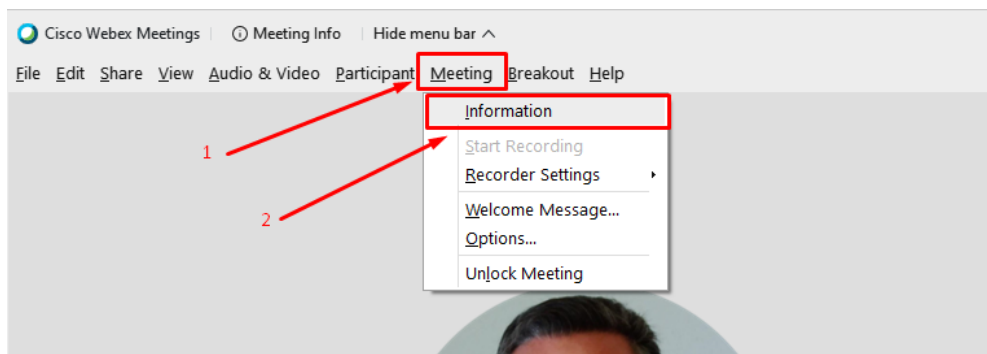 Cisco Webex Meetings Meeting Info Hide menu bar
File Edit Share View Audio & Video Participant Meeting Breakout Help
Information
1
Start Recording
Recorder Settings
2
Welcome Message...
Options...
Unlock Meeting